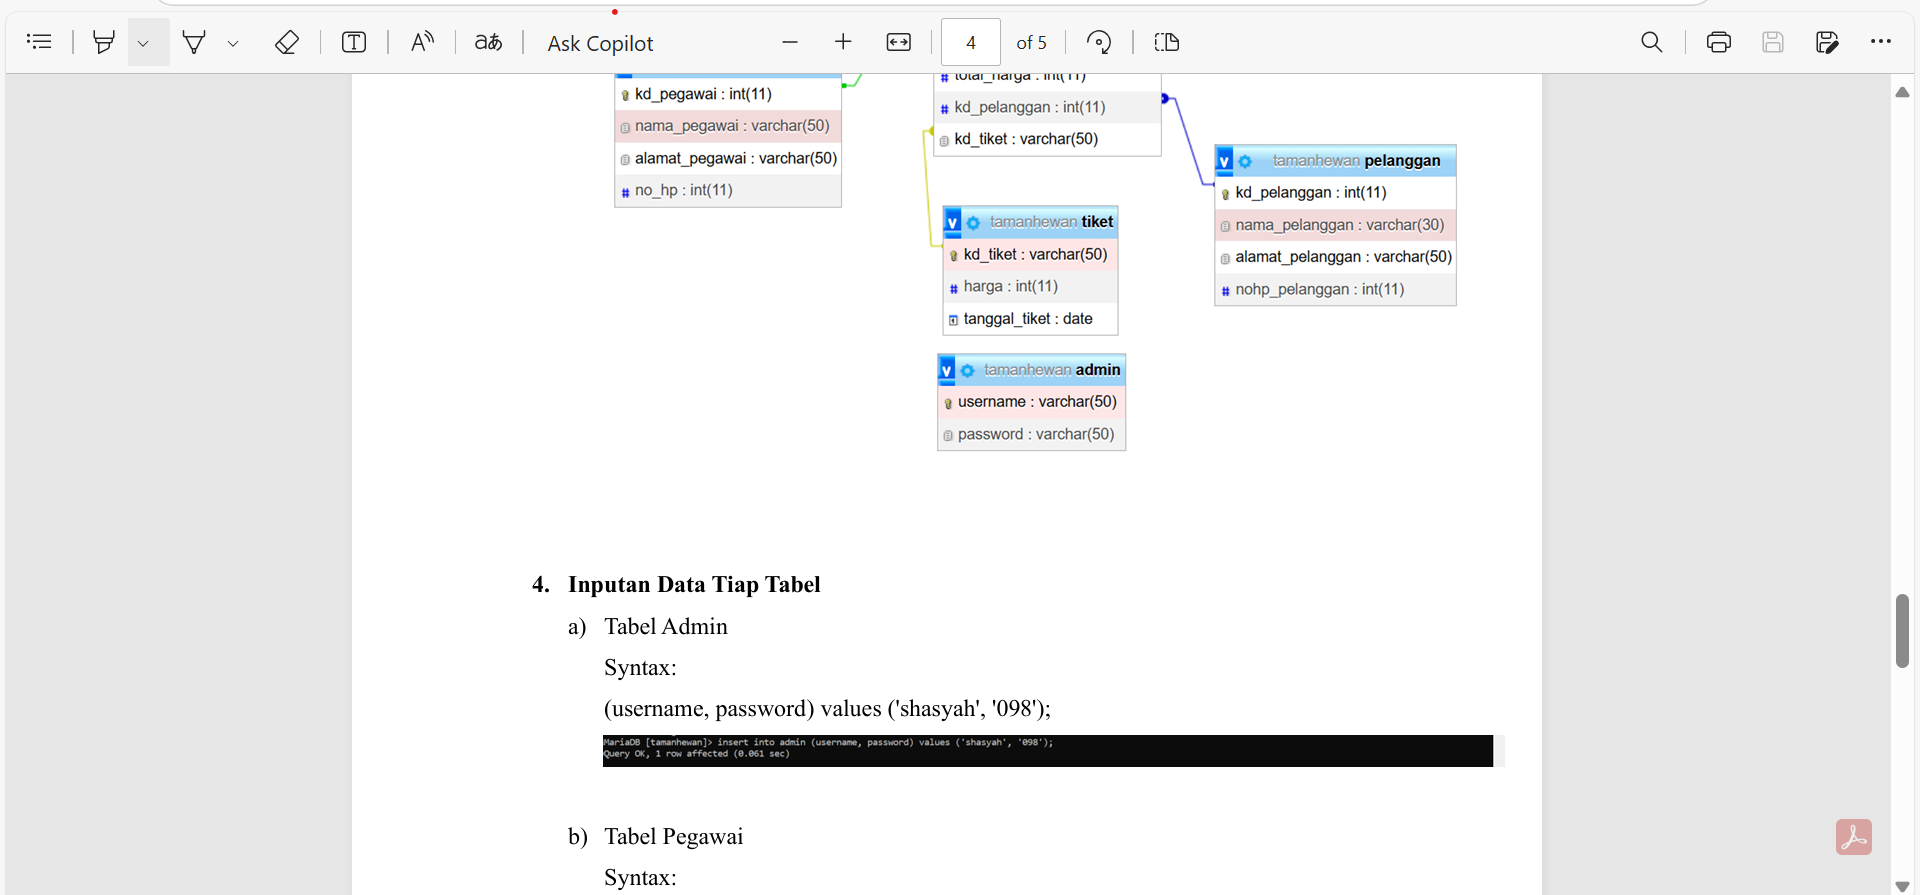 Ask Copilot
4 of 5
kd_pegawai : int(11)
nama_pegawai : varchar(50)
alamat_pegawai : varchar(50)
no_hp : int(11)
total_harga : int(11)
kd_pelanggan : int(11)
kd_tiket : varchar(50)
tamanhewan pelanggan
kd_pelanggan : int(11)
nama_pelanggan : varchar(30)
alamat_pelanggan : varchar(50)
nohp_pelanggan : int(11)
tamanhewan tiket
kd_tiket : varchar(50)
harga : int(11)
tanggal_tiket : date
tamanhewan admin
username : varchar(50)
password : varchar(50)
4. Inputan Data Tiap Tabel
a) Tabel Admin
Syntax:
(username, password) values ('shasyah', '098');
MariaDB [tamanhewan]> insert into admin (username, password) values ('shasyah', '098');
Query OK, 1 row affected (0.061 sec)
b) Tabel Pegawai
Syntax: